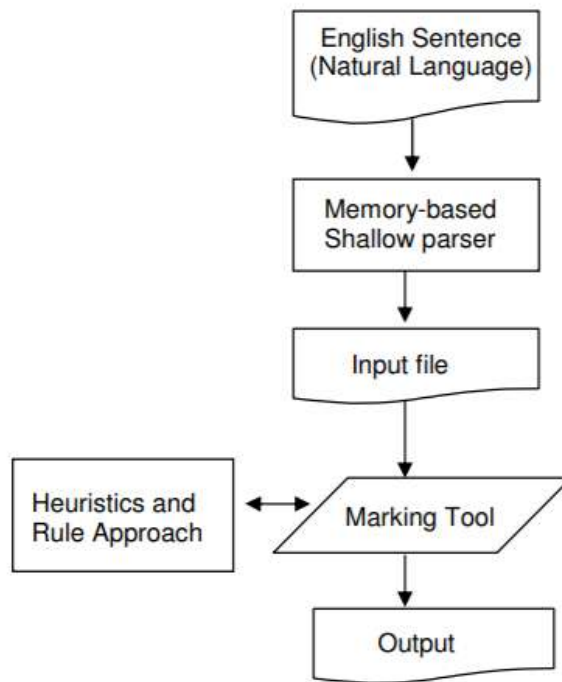 English Sentence
(Natural Language)
Memory-based
Shallow parser
Input file
Heuristics and
Rule Approach
Marking Tool
Output